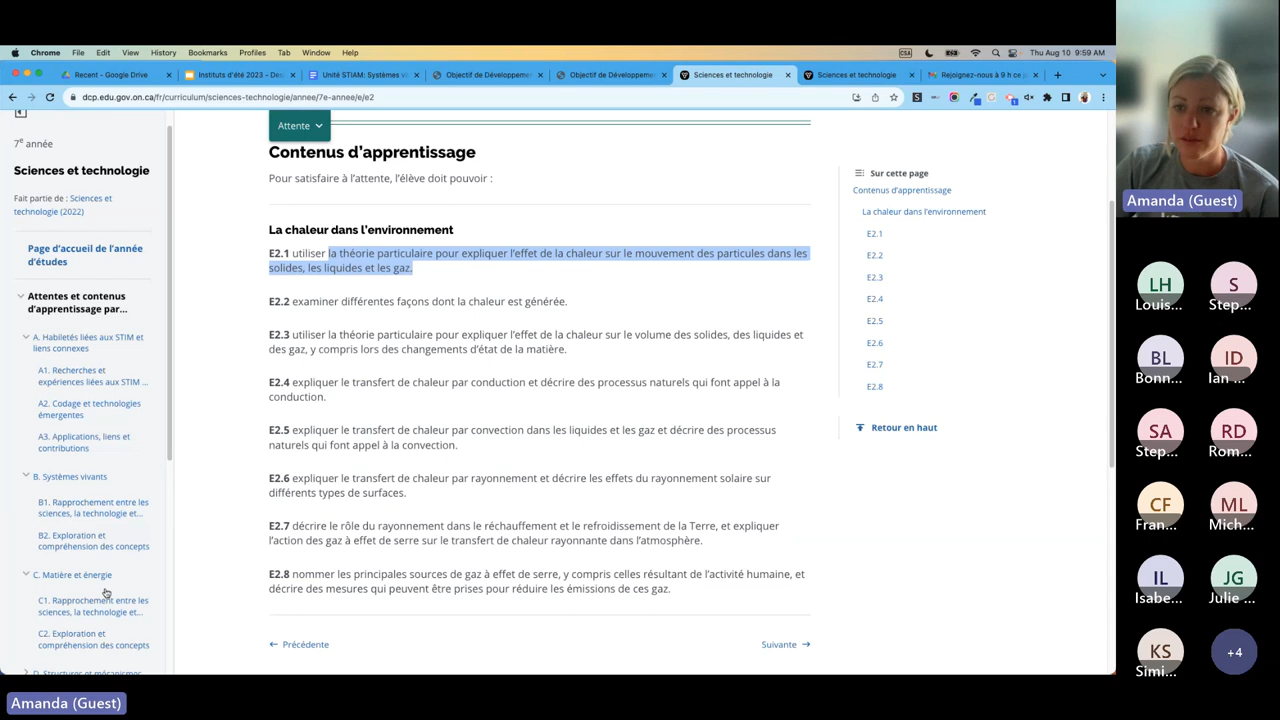 Chrome File Edit View History Bookmarks Profiles Tab Window Help
CSA Thu Aug 10 9:59 AM
Recent - Google Drive
Instituts d'été 2023 - De
Unité STIAM: Systèmes vi
Objectif de Développeme
Objectif de Développeme
Sciences et technologie
Sciences et technologie
Rejoignez-nous à 9 h ce j
dcp.edu.gov.on.ca/fr/curriculum/sciences-technologie/annee/7e-annee/e/e2
7e année
Sciences et technologie
Fait partie de : Sciences et
technologie (2022)
Page d'accueil de l'année
d'études
Attentes et contenus
d'apprentissage par...
A. Habiletés liées aux STIM et
liens connexes
A1. Recherches et
expériences liées aux STIM ...
A2. Codage et technologies
émergentes
A3. Applications, liens et
contributions
B. Systèmes vivants
B1. Rapprochement entre les
sciences, la technologie et...
B2. Exploration et
compréhension des concepts
C. Matière et énergie
C1. Rapprochement entre les
sciences, la technologie et...
C2. Exploration et
compréhension des concepts
D. Structures et mécanismes
Attente
Contenus d'apprentissage
Pour satisfaire à l'attente, l'élève doit pouvoir :
La chaleur dans l'environnement
E2.1 utiliser la théorie particulaire pour expliquer l'effet de la chaleur sur le mouvement des particules dans les
solides, les liquides et les gaz.
E2.2 examiner différentes façons dont la chaleur est générée.
E2.3 utiliser la théorie particulaire pour expliquer l'effet de la chaleur sur le volume des solides, des liquides et
des gaz, y compris lors des changements d'état de la matière.
E2.4 expliquer le transfert de chaleur par conduction et décrire des processus naturels qui font appel à la
conduction.
E2.5 expliquer le transfert de chaleur par convection dans les liquides et les gaz et décrire des processus
naturels qui font appel à la convection.
E2.6 expliquer le transfert de chaleur par rayonnement et décrire les effets du rayonnement solaire sur
différents types de surfaces.
E2.7 décrire le rôle du rayonnement dans le réchauffement et le refroidissement de la Terre, et expliquer
l'action des gaz à effet de serre sur le transfert de chaleur rayonnante dans l'atmosphère.
E2.8 nommer les principales sources de gaz à effet de serre, y compris celles résultant de l'activité humaine, et
décrire des mesures qui peuvent être prises pour réduire les émissions de ces gaz.
Précédente
Suivante
Sur cette page
Contenus d'apprentissage
La chaleur dans l'environnement
E2.1
E2.2
E2.3
E2.4
E2.5
E2.6
E2.7
E2.8
Retour en haut
Amanda (Guest)
LH S
Louis... Step...
BL ID
Bonn... Ian ...
SA RD
Step... Rom...
CF ML
Fran... Mich...
IL JG
Isabe... Julie ...
KS +4
Simi...
Amanda (Guest)